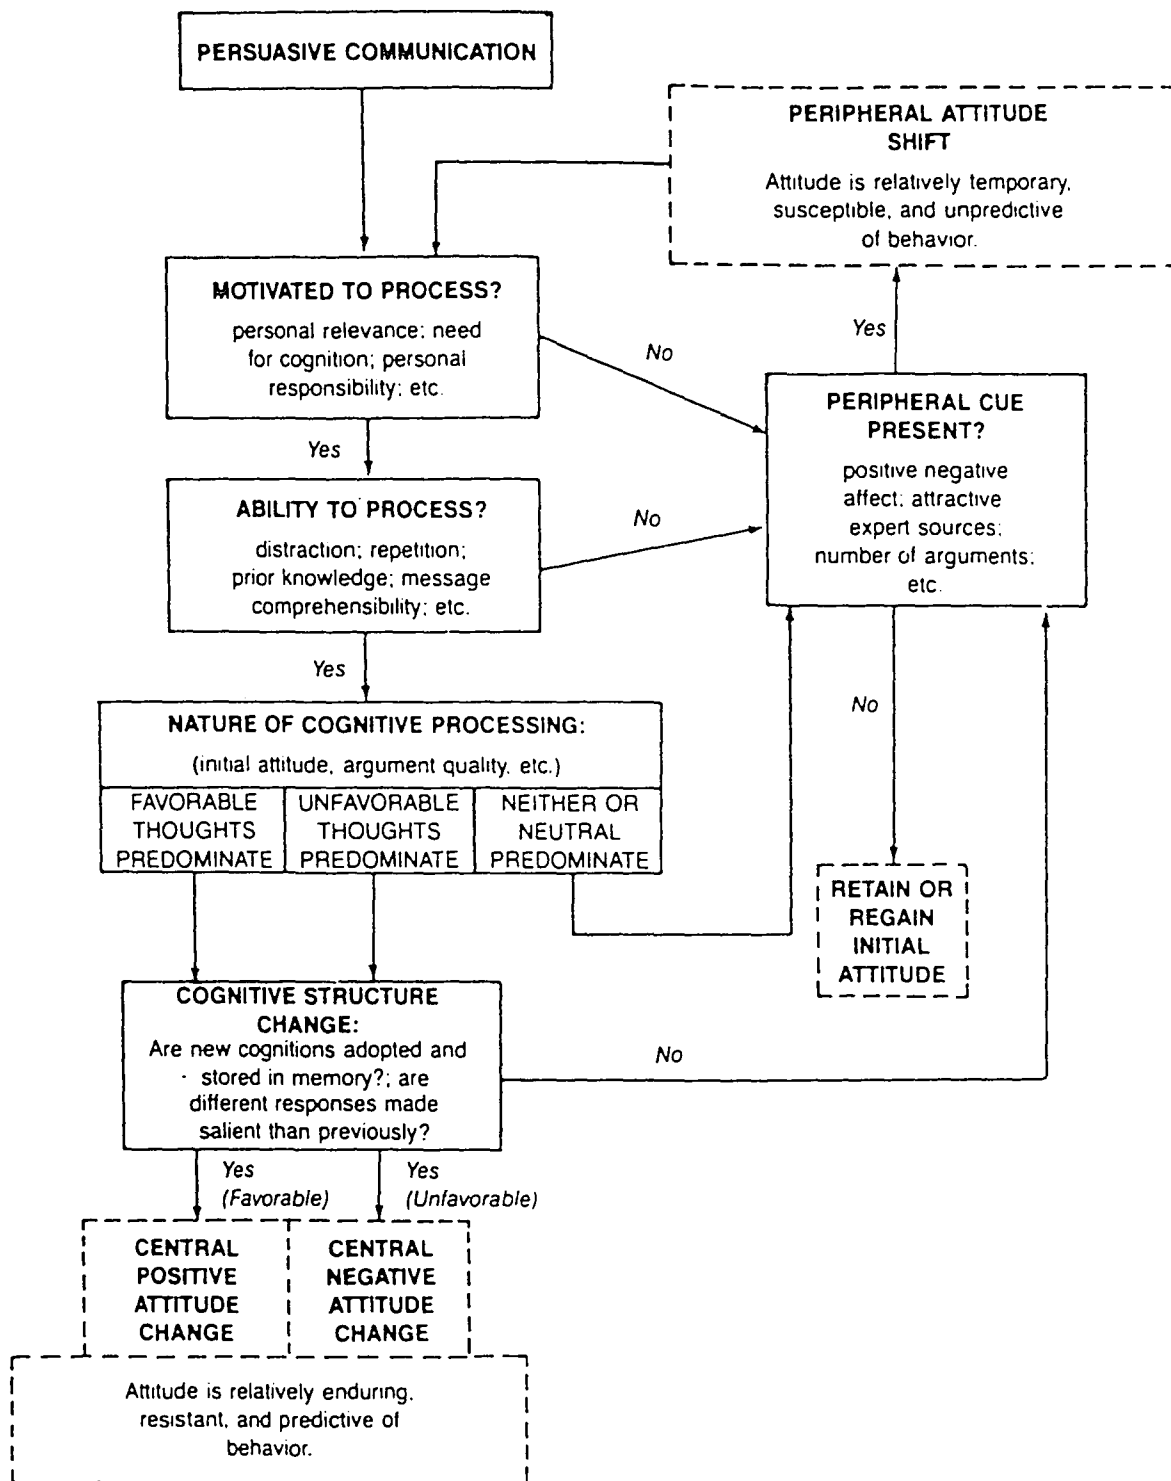 PERSUASIVE COMMUNICATION
PERIPHERAL ATTITUDE
SHIFT
Attitude is relatively temporary,
susceptible, and unpredictive
of behavior.
MOTIVATED TO PROCESS?
personal relevance; need
for cognition; personal
responsibility; etc.
No
Yes
PERIPHERAL CUE
PRESENT?
positive negative
affect; attractive
expert sources;
number of arguments;
etc.
Yes
ABILITY TO PROCESS?
distraction; repetition;
prior knowledge; message
comprehensibility; etc.
No
Yes
NATURE OF COGNITIVE PROCESSING:
(initial attitude, argument quality, etc.)
FAVORABLE
THOUGHTS
PREDOMINATE
UNFAVORABLE
THOUGHTS
PREDOMINATE
NEITHER OR
NEUTRAL
PREDOMINATE
No
RETAIN OR
REGAIN
INITIAL
ATTITUDE
COGNITIVE STRUCTURE
CHANGE:
Are new cognitions adopted and
stored in memory?; are
different responses made
salient than previously?
No
Yes
(Favorable)
Yes
(Unfavorable)
CENTRAL
POSITIVE
ATTITUDE
CHANGE
CENTRAL
NEGATIVE
ATTITUDE
CHANGE
Attitude is relatively enduring,
resistant, and predictive of
behavior.